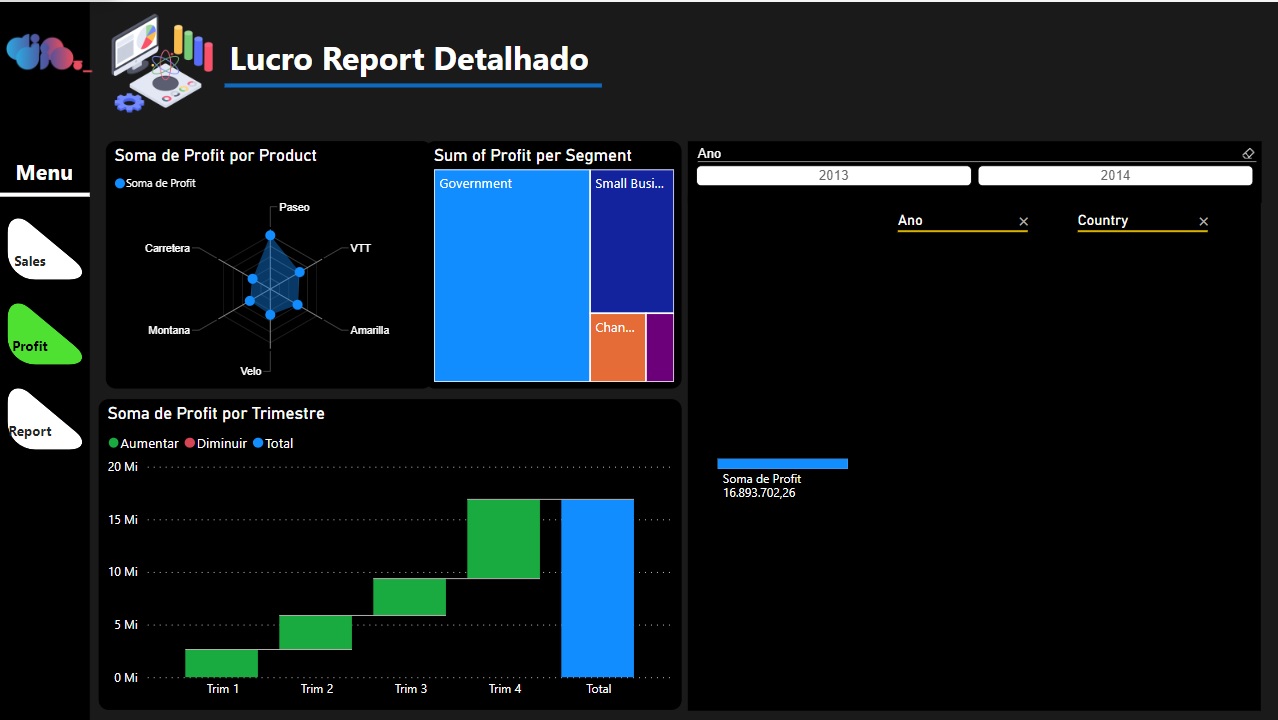 Lucro Report Detalhado
Menu
Sales
Profit
Report
Soma de Profit por Product
Soma de Profit
Paseo
Carretera
VTT
Montana
Amarilla
Velo
Sum of Profit per Segment
Government
Small Busi...
Chan...
Soma de Profit por Trimestre
Aumentar Diminuir Total
20 Mi
15 Mi
10 Mi
5 Mi
0 Mi
Trim 1 Trim 2 Trim 3 Trim 4 Total
Ano
2013 2014
Ano Country
Soma de Profit
16.893.702,26